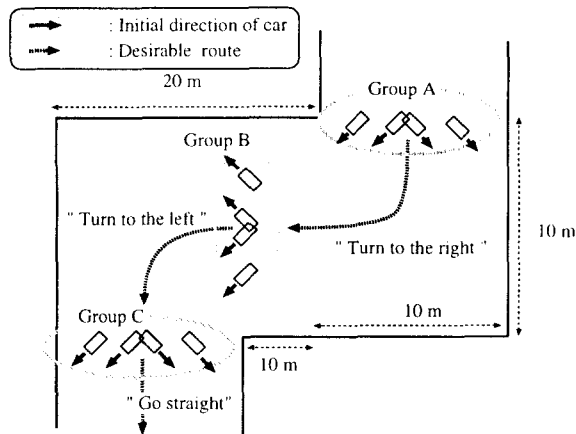 : Initial direction of car
: Desirable route
20 m
Group A
Group B
" Turn to the left "
" Turn to the right "
10 m
Group C
10 m
10 m
" Go straight"